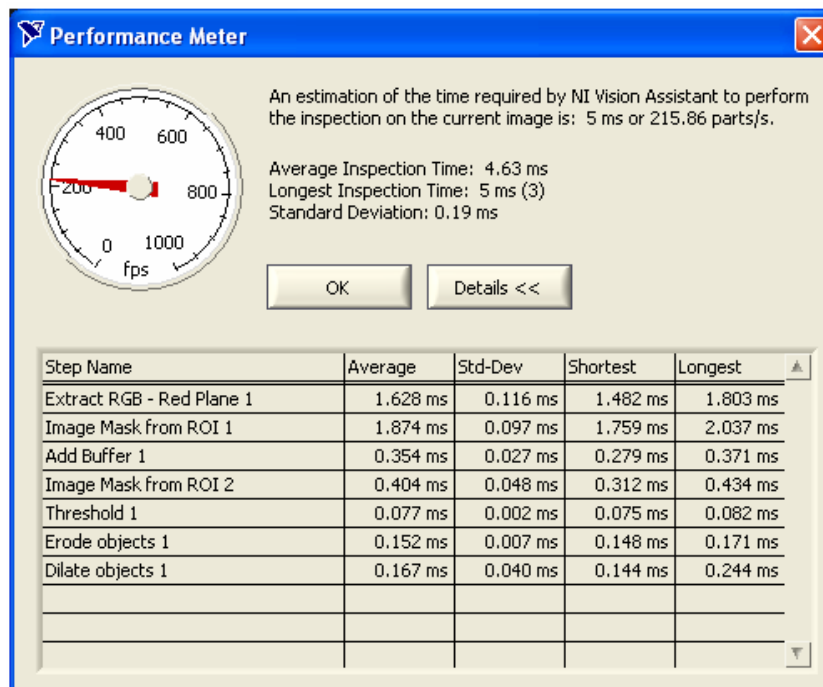 Performance Meter
An estimation of the time required by NI Vision Assistant to perform
the inspection on the current image is: 5 ms or 215.86 parts/s.
400 600
Average Inspection Time: 4.63 ms
200 800
Longest Inspection Time: 5 ms (3)
Standard Deviation: 0.19 ms
0 1000
fps
OK Details <<
Step Name Average Std-Dev Shortest Longest
Extract RGB - Red Plane 1 1.628 ms 0.116 ms 1.482 ms 1.803 ms
Image Mask from ROI 1 1.874 ms 0.097 ms 1.759 ms 2.037 ms
Add Buffer 1 0.354 ms 0.027 ms 0.279 ms 0.371 ms
Image Mask from ROI 2 0.404 ms 0.048 ms 0.312 ms 0.434 ms
Threshold 1 0.077 ms 0.002 ms 0.075 ms 0.082 ms
Erode objects 1 0.152 ms 0.007 ms 0.148 ms 0.171 ms
Dilate objects 1 0.167 ms 0.040 ms 0.144 ms 0.244 ms